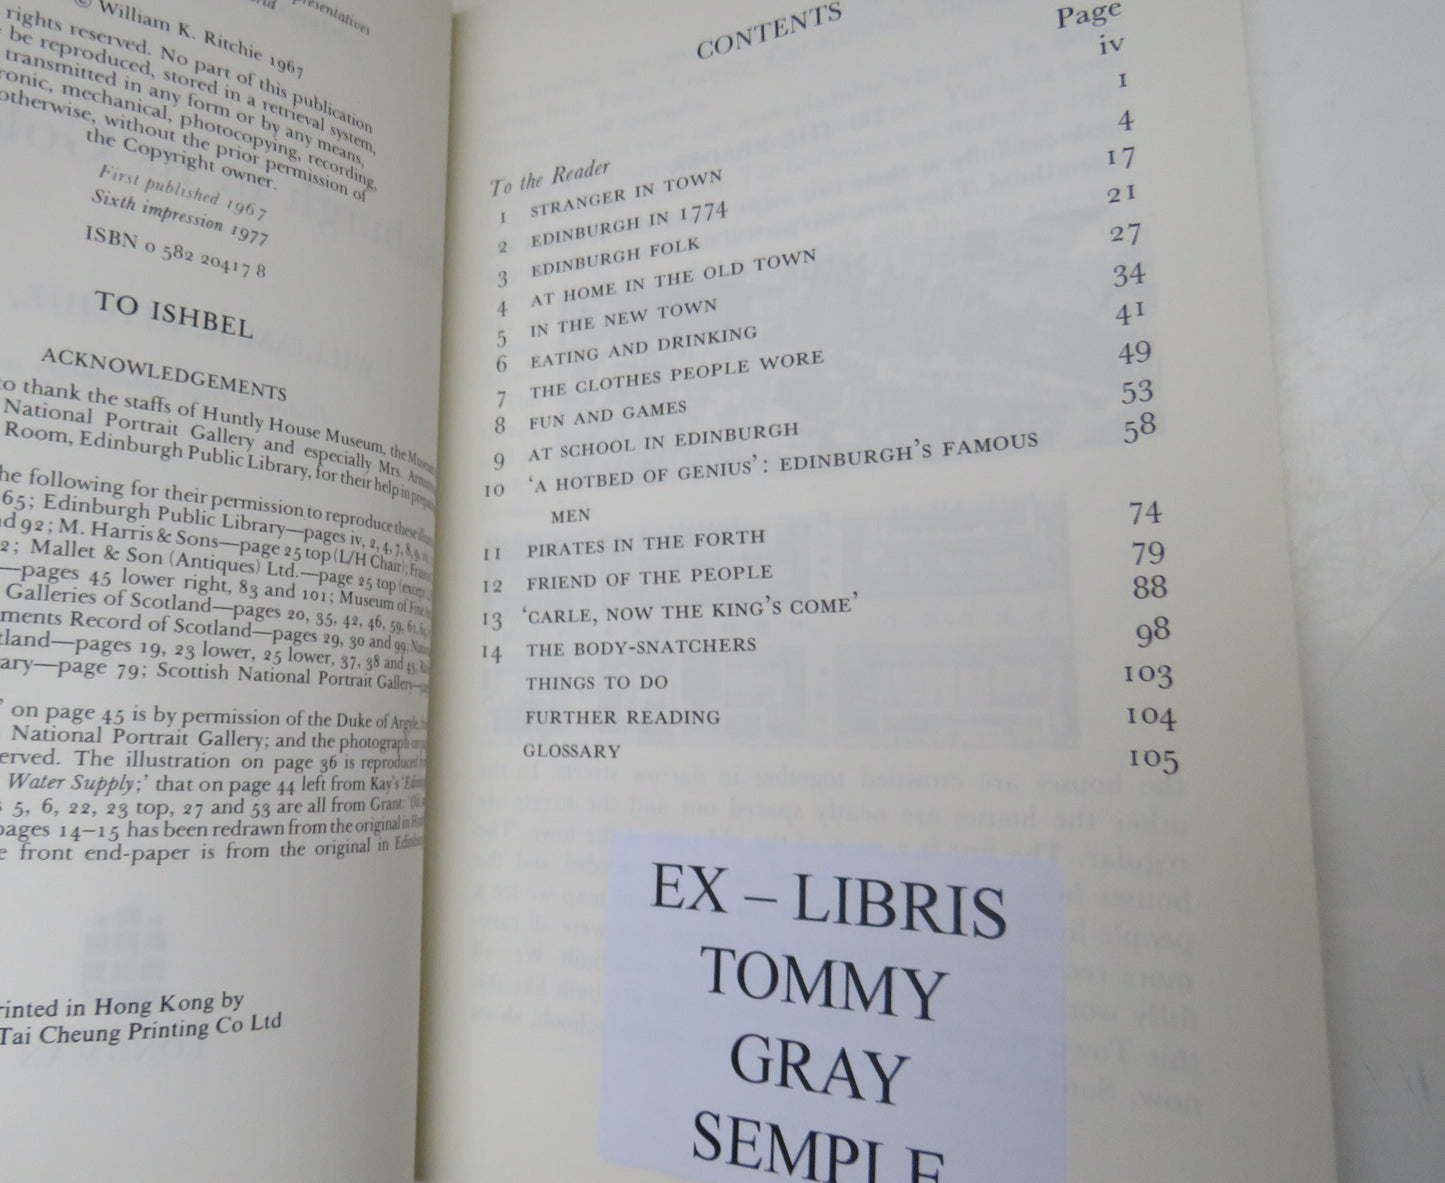 © William K. Ritchie 1967
rights reserved. No part of this publication
be reproduced, stored in a retrieval system,
transmitted in any form or by any means,
mechanical, photocopying, recording,
otherwise, without the prior permission of
the Copyright owner.
First published 1967
Sixth impression 1977
ISBN 0 582 20417 8
TO ISHBEL
ACKNOWLEDGEMENTS
to thank the staffs of Huntly House Museum, the
National Portrait Gallery and especially Mrs.
Room, Edinburgh Public Library, for their help in
the following for their permission to reproduce these
65; Edinburgh Public Library—pages iv, 2, 4, 7, 8, 9,
92; M. Harris & Sons—page 25 top (L/H Chair);
2; Mallet & Son (Antiques) Ltd.—page 25 top
—pages 45 lower right, 83 and 101; Museum of
Galleries of Scotland—pages 20, 35, 42, 46, 59,
Record of Scotland—pages 29, 30 and 99;
—pages 19, 23 lower, 25 lower, 37, 38 and
—page 79; Scottish National Portrait Gallery—
on page 45 is by permission of the Duke of Argyle,
National Portrait Gallery; and the photograph
The illustration on page 36 is reproduced
Water Supply;' that on page 44 left from Kay's
5, 6, 22, 23 top, 27 and 53 are all from Grant:
pages 14–15 has been redrawn from the original in
front end-paper is from the original in
Printed in Hong Kong by
Tai Cheung Printing Co Ltd
CONTENTS
Page
To the Reader iv
1 STRANGER IN TOWN 1
2 EDINBURGH IN 1774 4
3 EDINBURGH FOLK 17
4 AT HOME IN THE OLD TOWN 21
5 IN THE NEW TOWN 27
6 EATING AND DRINKING 34
7 THE CLOTHES PEOPLE WORE 41
8 FUN AND GAMES 49
9 AT SCHOOL IN EDINBURGH 53
10 'A HOTBED OF GENIUS': EDINBURGH'S FAMOUS
MEN 58
11 PIRATES IN THE FORTH 74
12 FRIEND OF THE PEOPLE 79
13 'CARLE, NOW THE KING'S COME' 88
14 THE BODY-SNATCHERS 98
THINGS TO DO 103
FURTHER READING 104
GLOSSARY 105
EX – LIBRIS
TOMMY
GRAY
SEMPLE